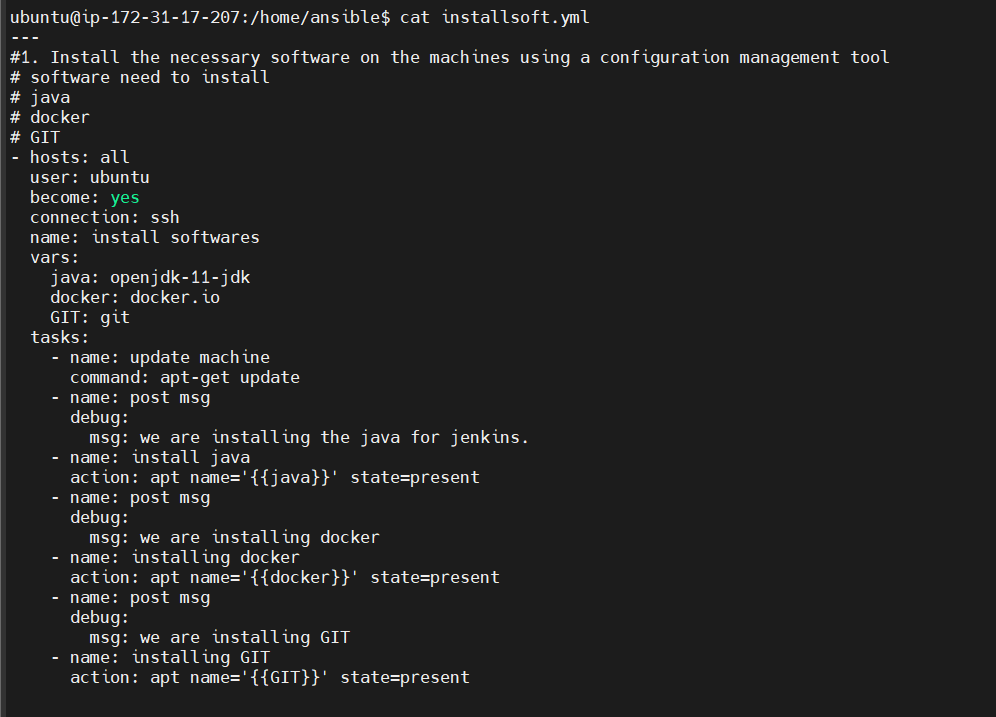 ubuntu@ip-172-31-17-207:/home/ansible$ cat installsoft.yml
---
#1. Install the necessary software on the machines using a configuration management tool
# software need to install
# java
# docker
# GIT
- hosts: all
  user: ubuntu
  become: yes
  connection: ssh
  name: install softwares
  vars:
    java: openjdk-11-jdk
    docker: docker.io
    GIT: git
  tasks:
    - name: update machine
      command: apt-get update
    - name: post msg
      debug:
        msg: we are installing the java for jenkins.
    - name: install java
      action: apt name='{{java}}' state=present
    - name: post msg
      debug:
        msg: we are installing docker
    - name: installing docker
      action: apt name='{{docker}}' state=present
    - name: post msg
      debug:
        msg: we are installing GIT
    - name: installing GIT
      action: apt name='{{GIT}}' state=present